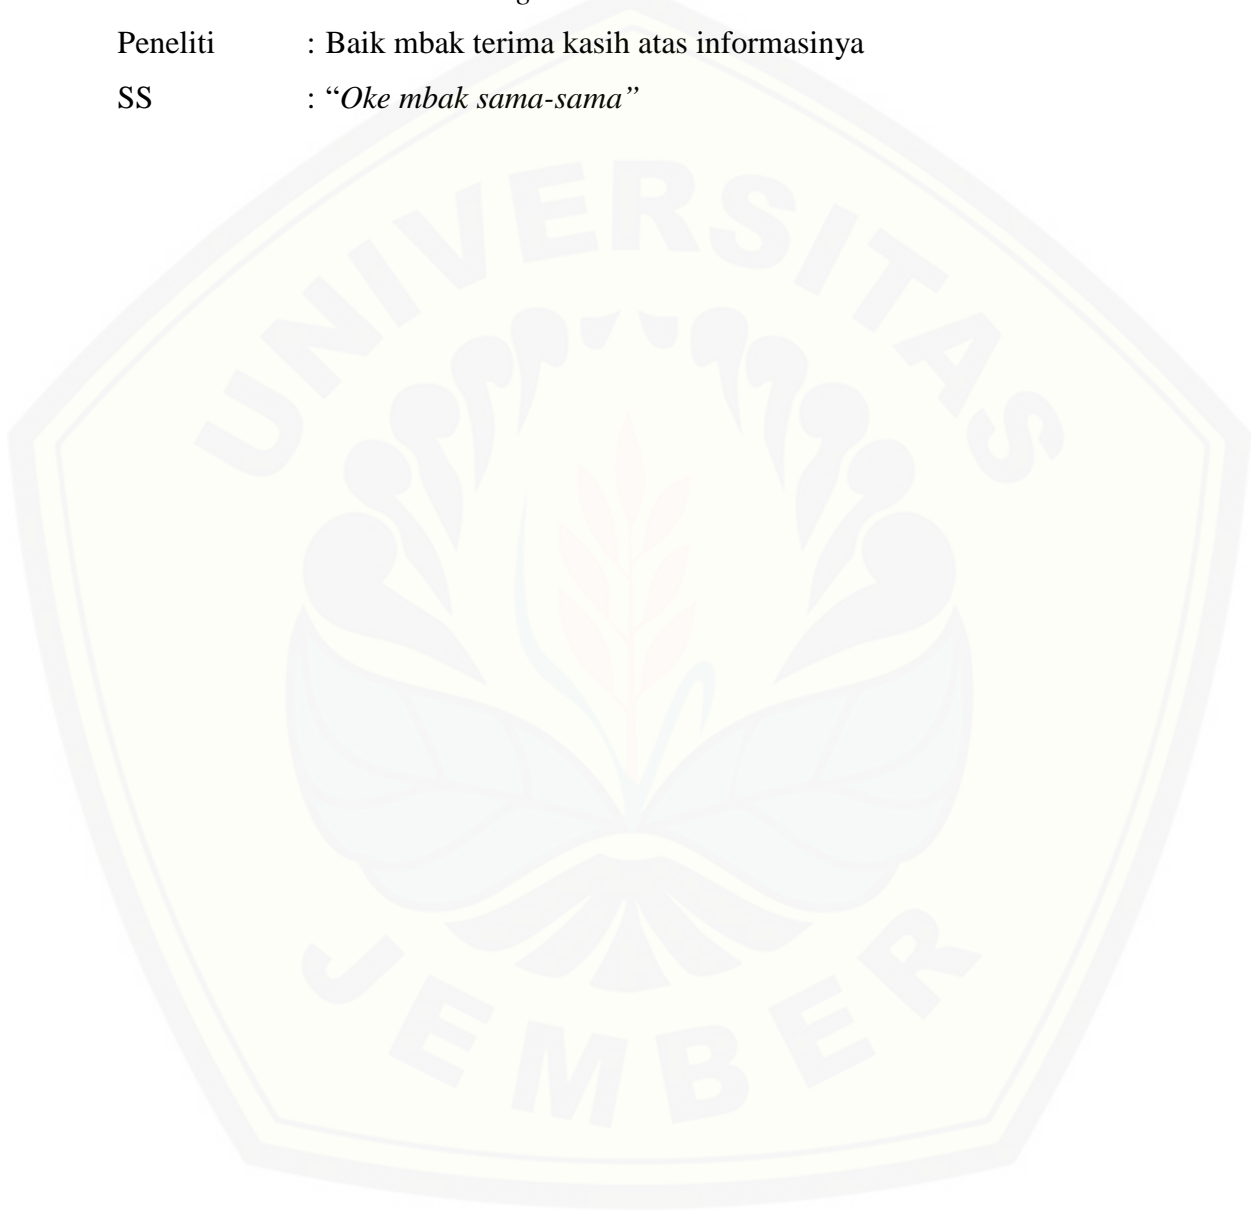 Peneliti : Baik mbak terima kasih atas informasinya
SS : “Oke mbak sama-sama”
UNIVERSITAS
JEMBER